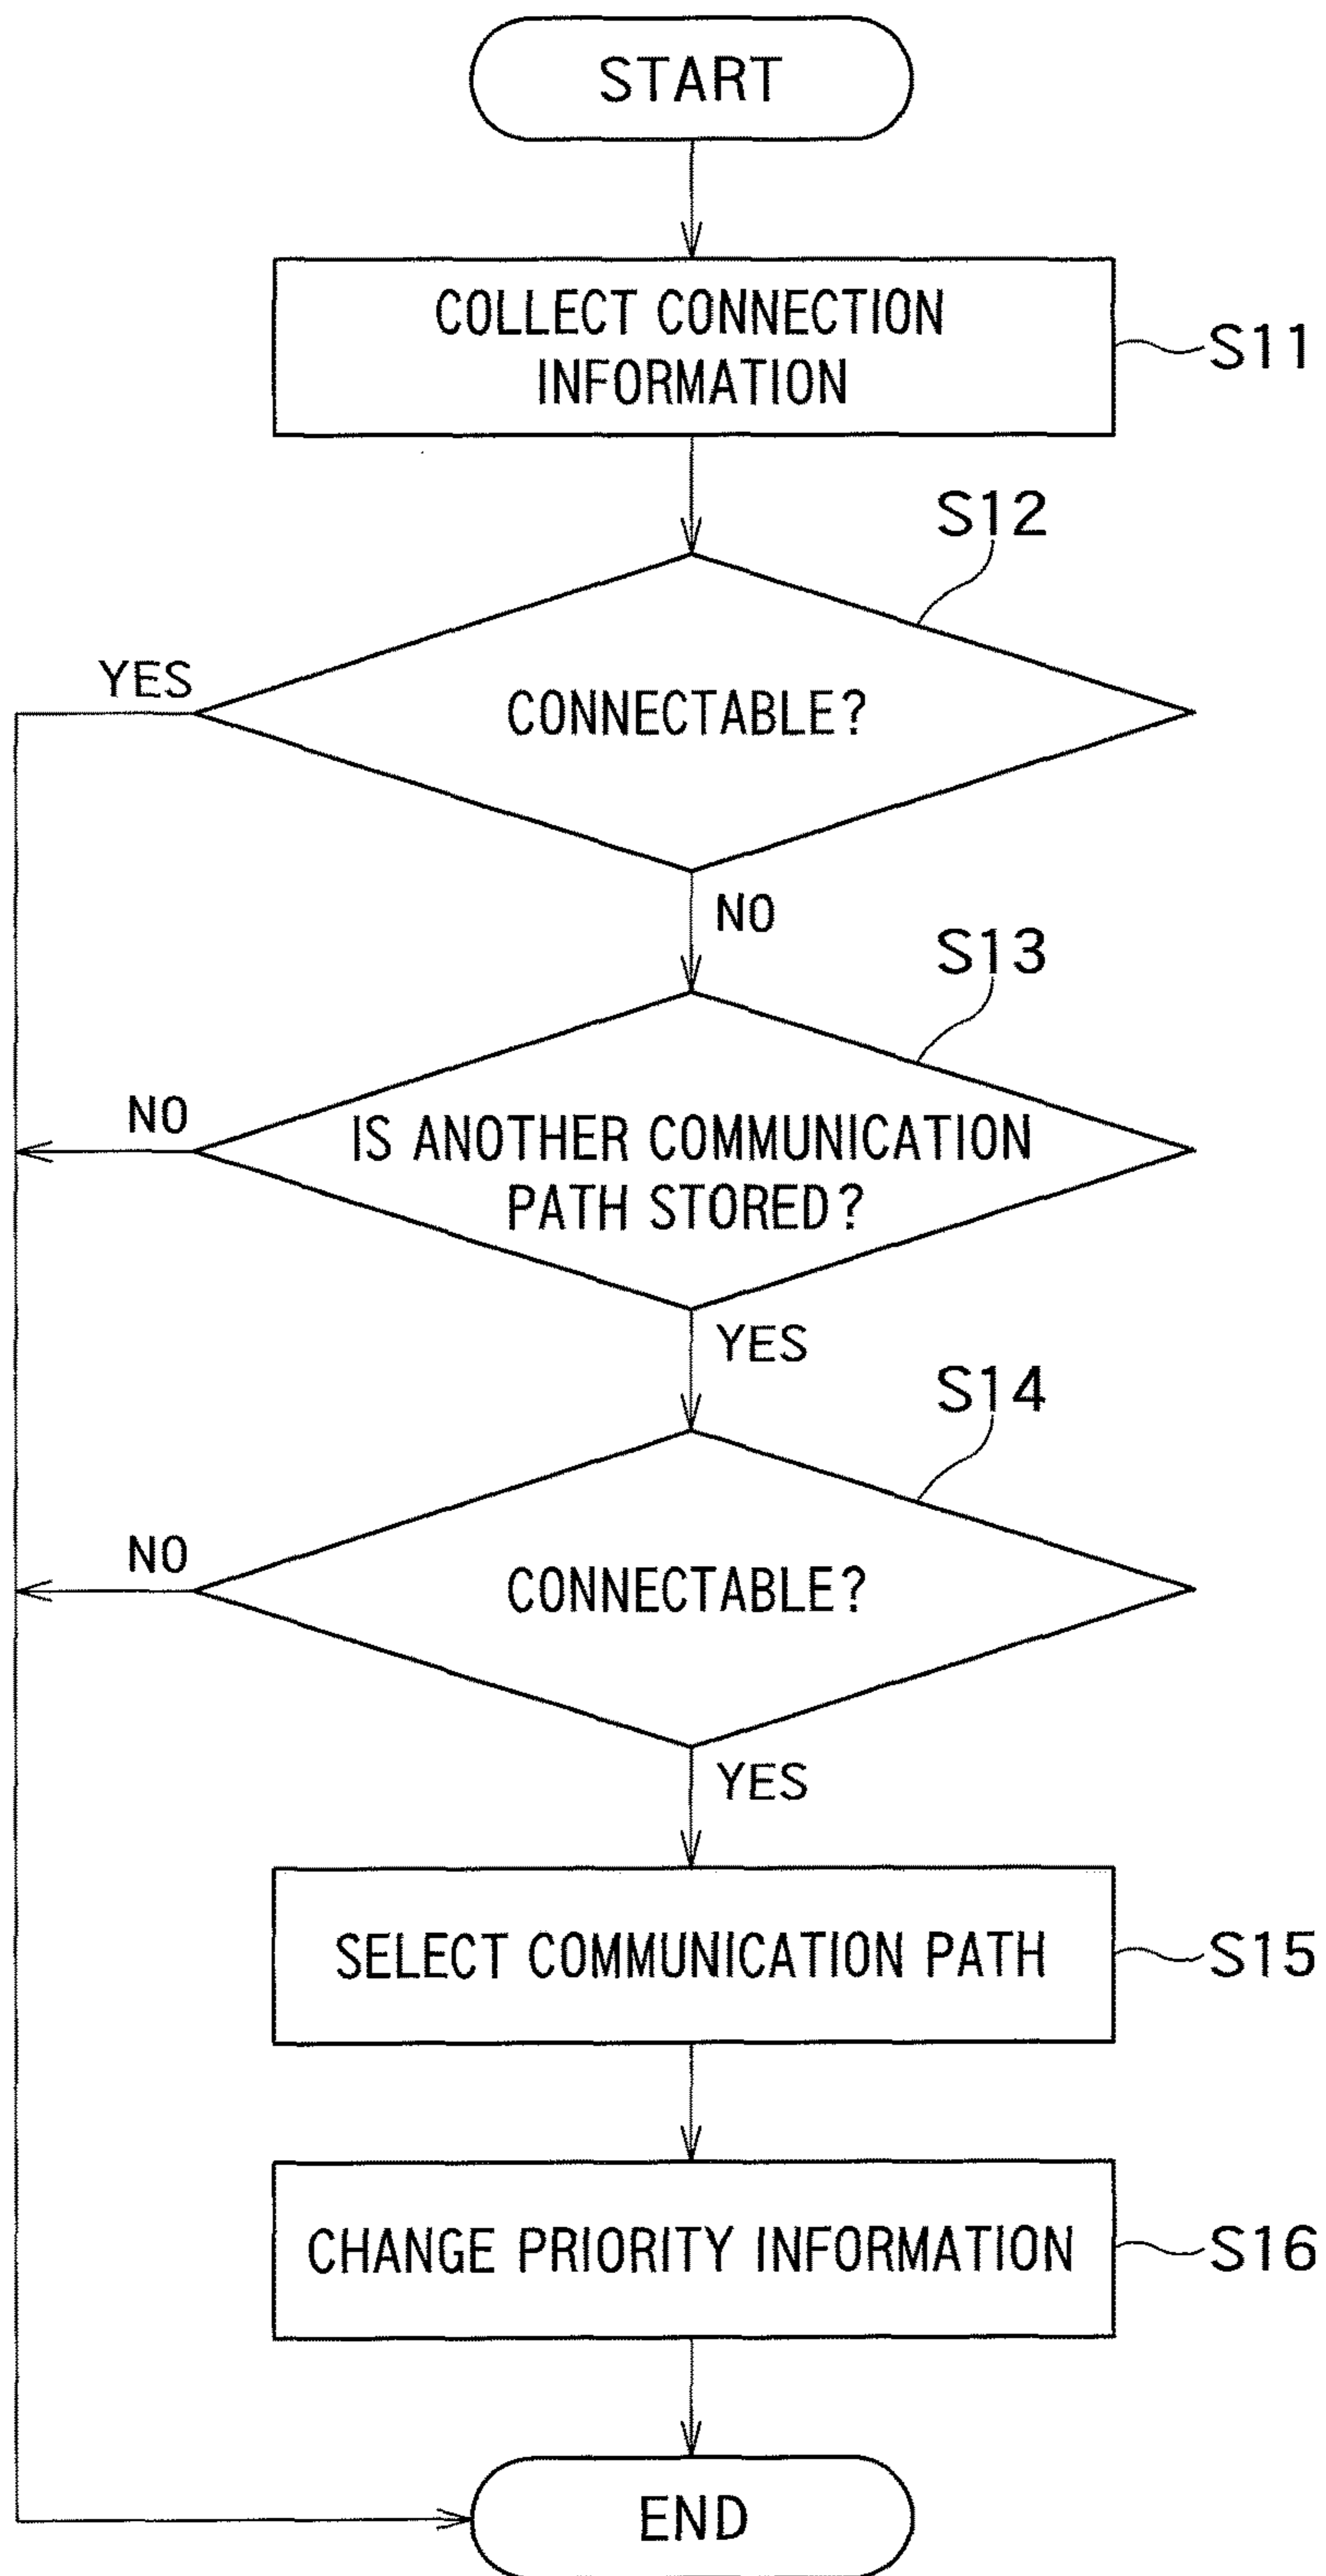 START
COLLECT CONNECTION
INFORMATION
S11
S12
YES
CONNECTABLE?
NO
S13
NO
IS ANOTHER COMMUNICATION
PATH STORED?
YES
S14
NO
CONNECTABLE?
YES
SELECT COMMUNICATION PATH
S15
CHANGE PRIORITY INFORMATION
S16
END